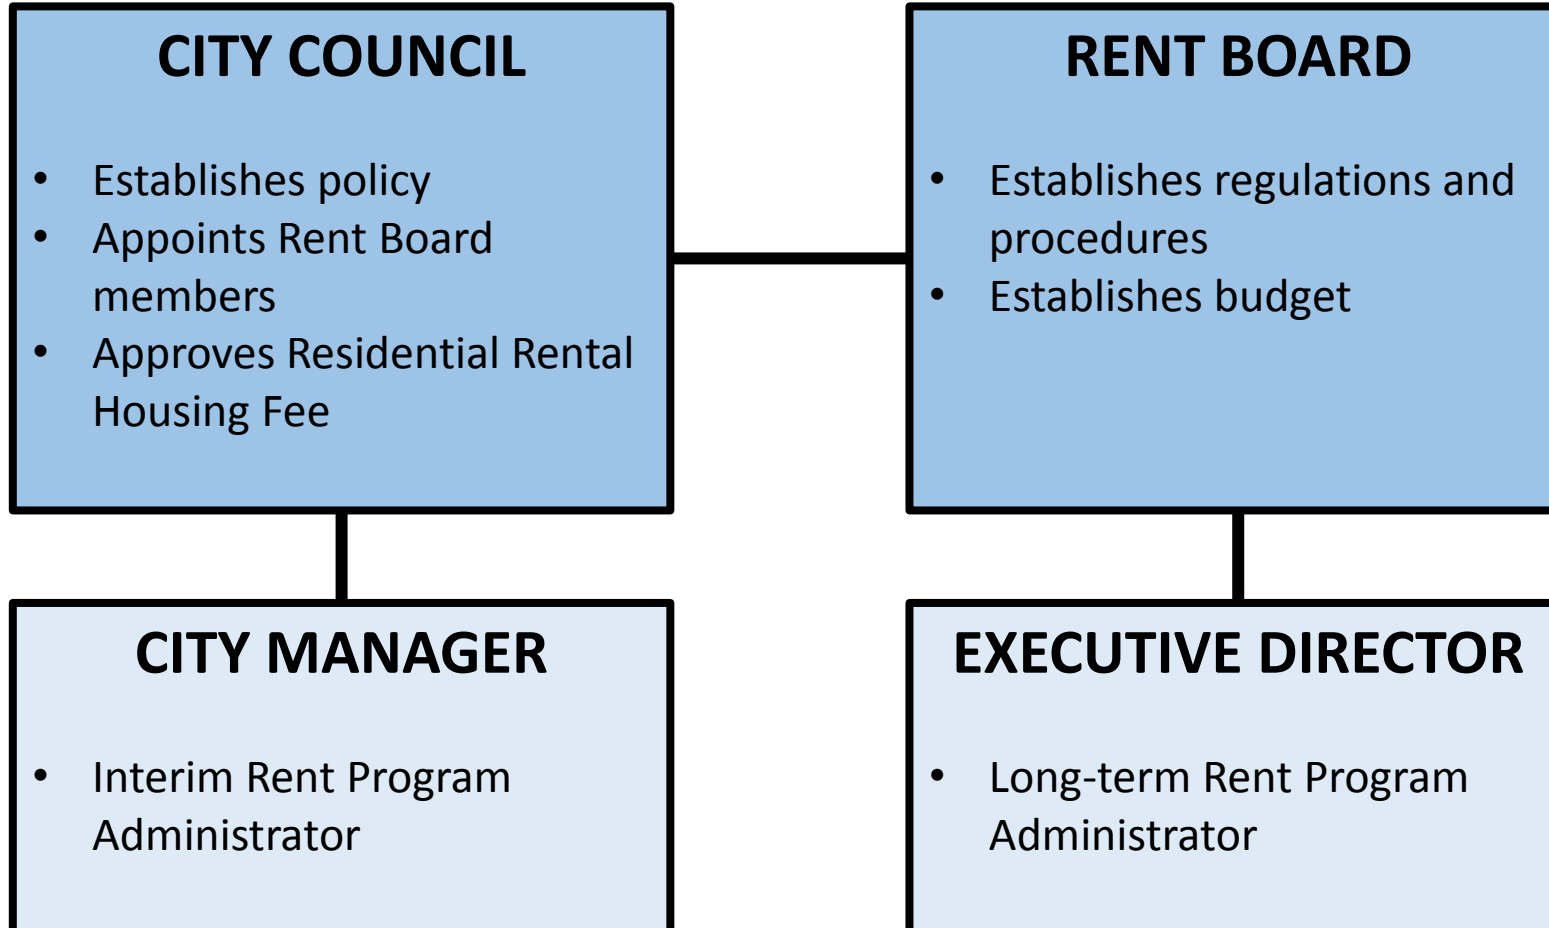 CITY COUNCIL
• Establishes policy
• Appoints Rent Board
members
• Approves Residential Rental
Housing Fee
RENT BOARD
• Establishes regulations and
procedures
• Establishes budget
CITY MANAGER
• Interim Rent Program
Administrator
EXECUTIVE DIRECTOR
• Long-term Rent Program
Administrator